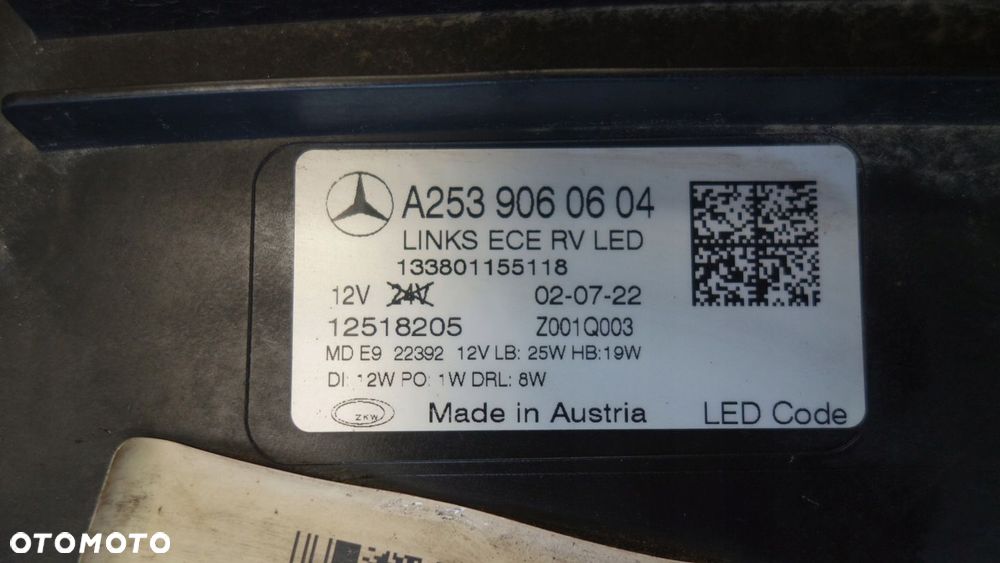 A253 906 06 04
LINKS ECE RV LED
133801155118
12V 24V 02-07-22
12518205 Z001Q003
MD E9 22392 12V LB: 25W HB:19W
DI: 12W PO: 1W DRL: 8W
ZKW Made in Austria LED Code
OTOMOTO